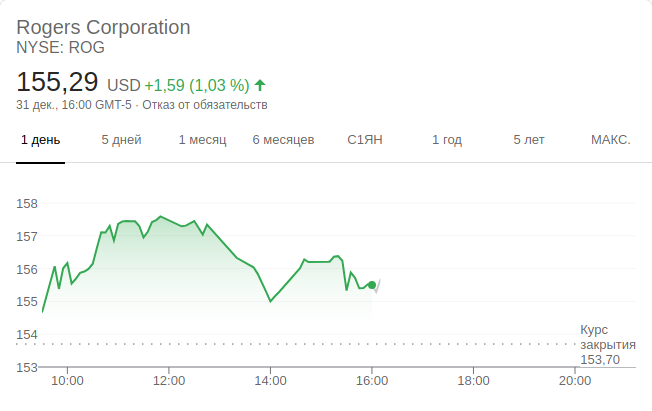 Rogers Corporation
NYSE: ROG
155,29 USD +1,59 (1,03 %)
31 дек., 16:00 GMT-5 · Отказ от обязательств
1 день 5 дней 1 месяц 6 месяцев С1ЯН 1 год 5 лет МАКС.
158
157
156
155
154
Курс
закрытия
153,70
153
10:00 12:00 14:00 16:00 18:00 20:00